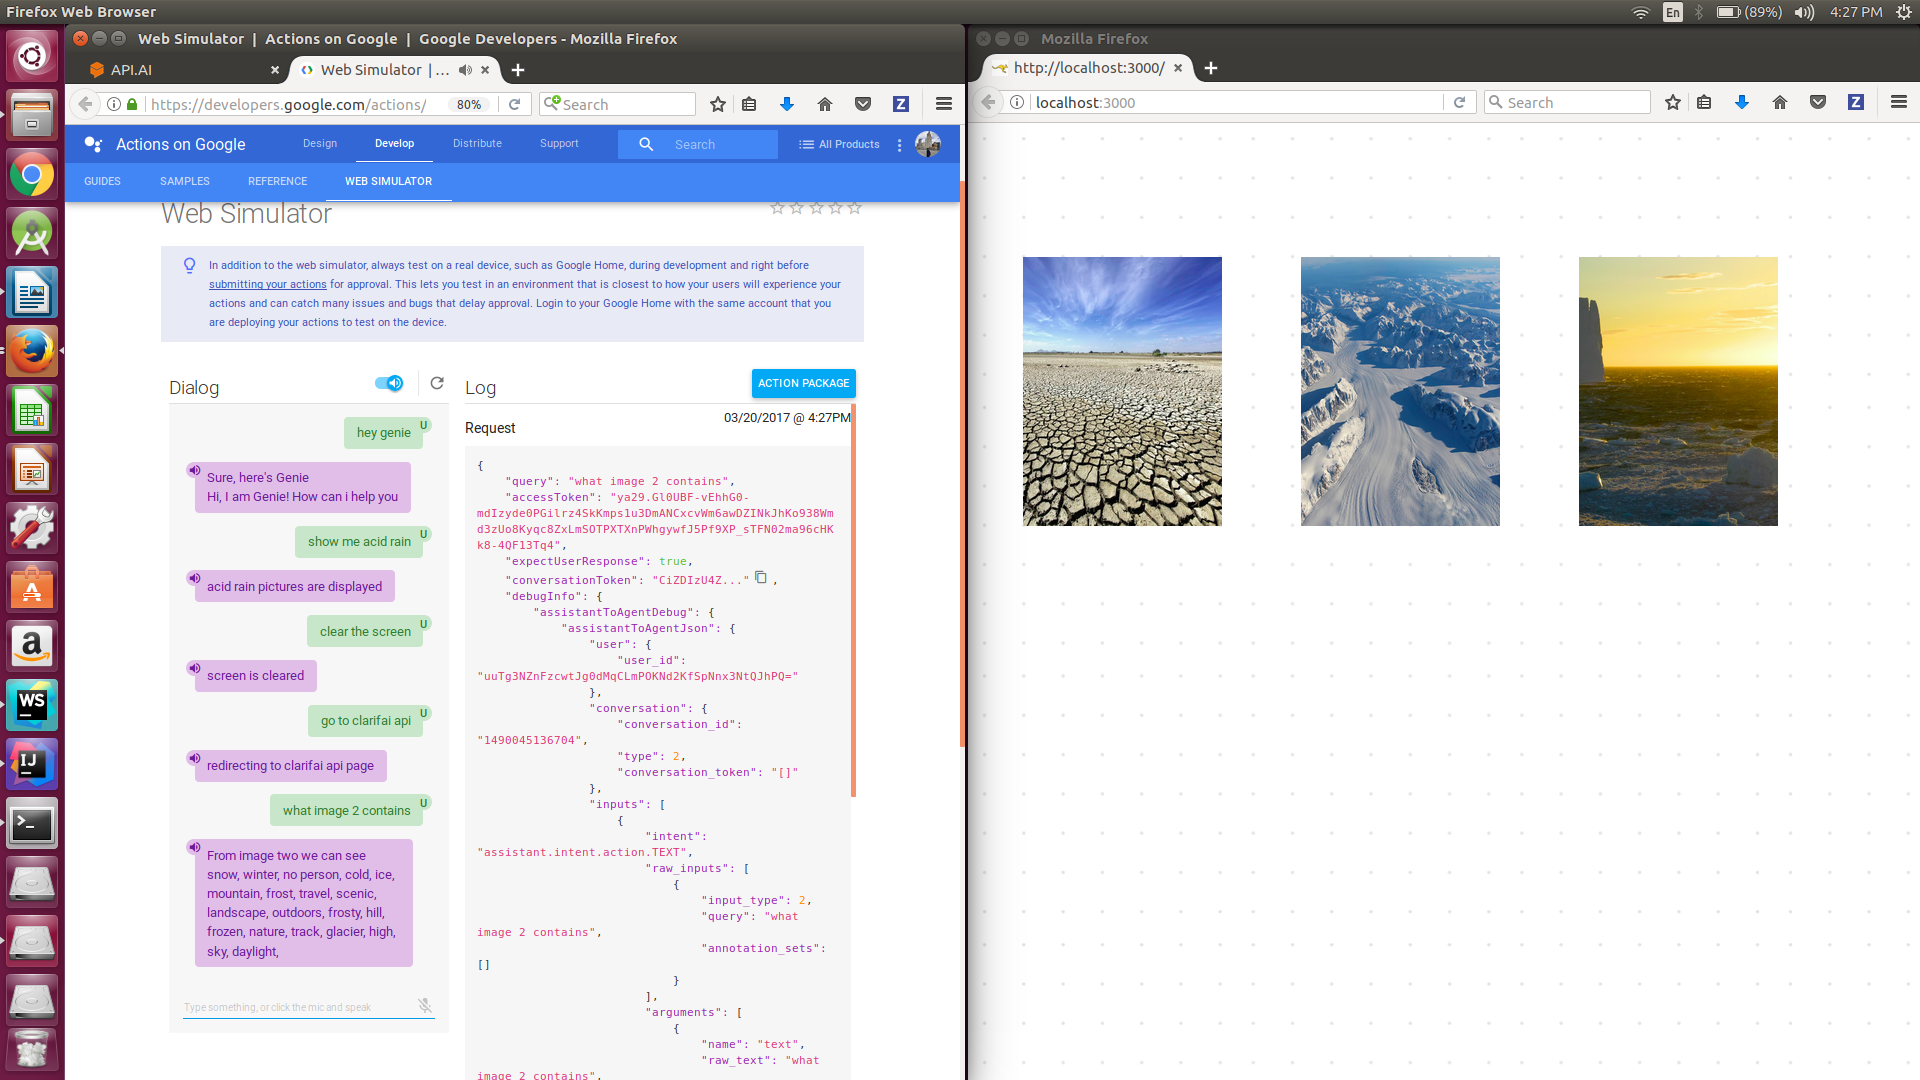 Firefox Web Browser
En
(89%)
4:27 PM
Web Simulator | Actions on Google | Google Developers - Mozilla Firefox
API.AI
Web Simulator | ...
https://developers.google.com/actions/
80%
Search
Actions on Google
Design
Develop
Distribute
Support
Search
All Products
GUIDES
SAMPLES
REFERENCE
WEB SIMULATOR
Web Simulator
In addition to the web simulator, always test on a real device, such as Google Home, during development and right before
submitting your actions for approval. This lets you test in an environment that is closest to how your users will experience your
actions and can catch many issues and bugs that delay approval. Login to your Google Home with the same account that you
are deploying your actions to test on the device.
Dialog
hey genie
U
Sure, here's Genie
Hi, I am Genie! How can i help you
show me acid rain
U
acid rain pictures are displayed
clear the screen
U
screen is cleared
go to clarifai api
U
redirecting to clarifai api page
what image 2 contains
U
From image two we can see
snow, winter, no person, cold, ice,
mountain, frost, travel, scenic,
landscape, outdoors, frosty, hill,
frozen, nature, track, glacier, high,
sky, daylight,
Type something, or click the mic and speak
Log
ACTION PACKAGE
03/20/2017 @ 4:27PM
Request
{
"query": "what image 2 contains",
"accessToken": "ya29.Gl0UBF-vEhhG0-
mdIzyde0PGilrz4SkKmps1u3DmANCxcvWm6awDZINkJhKo938Wm
d3zUo8Kyqc8ZxLmSOTPXTXnPWhgywfJ5Pf9XP_sTFN02ma96cHK
k8-4QF13Tq4",
"expectUserResponse": true,
"conversationToken": "CiZDIzU4Z..." ,
"debugInfo": {
"assistantToAgentDebug": {
"assistantToAgentJson": {
"user": {
"user_id":
"uuTg3NZnFzcwtJg0dMqCLmPOKNd2KfSpNnx3NtQJhPQ="
},
"conversation": {
"conversation_id":
"1490045136704",
"type": 2,
"conversation_token": "[]"
},
"inputs": [
{
"intent":
"assistant.intent.action.TEXT",
"raw_inputs": [
{
"input_type": 2,
"query": "what
image 2 contains",
"annotation_sets":
[]
}
],
"arguments": [
{
"name": "text",
"raw_text": "what
image 2 contains",
Mozilla Firefox
http://localhost:3000/
localhost:3000
Search
WS
IJ